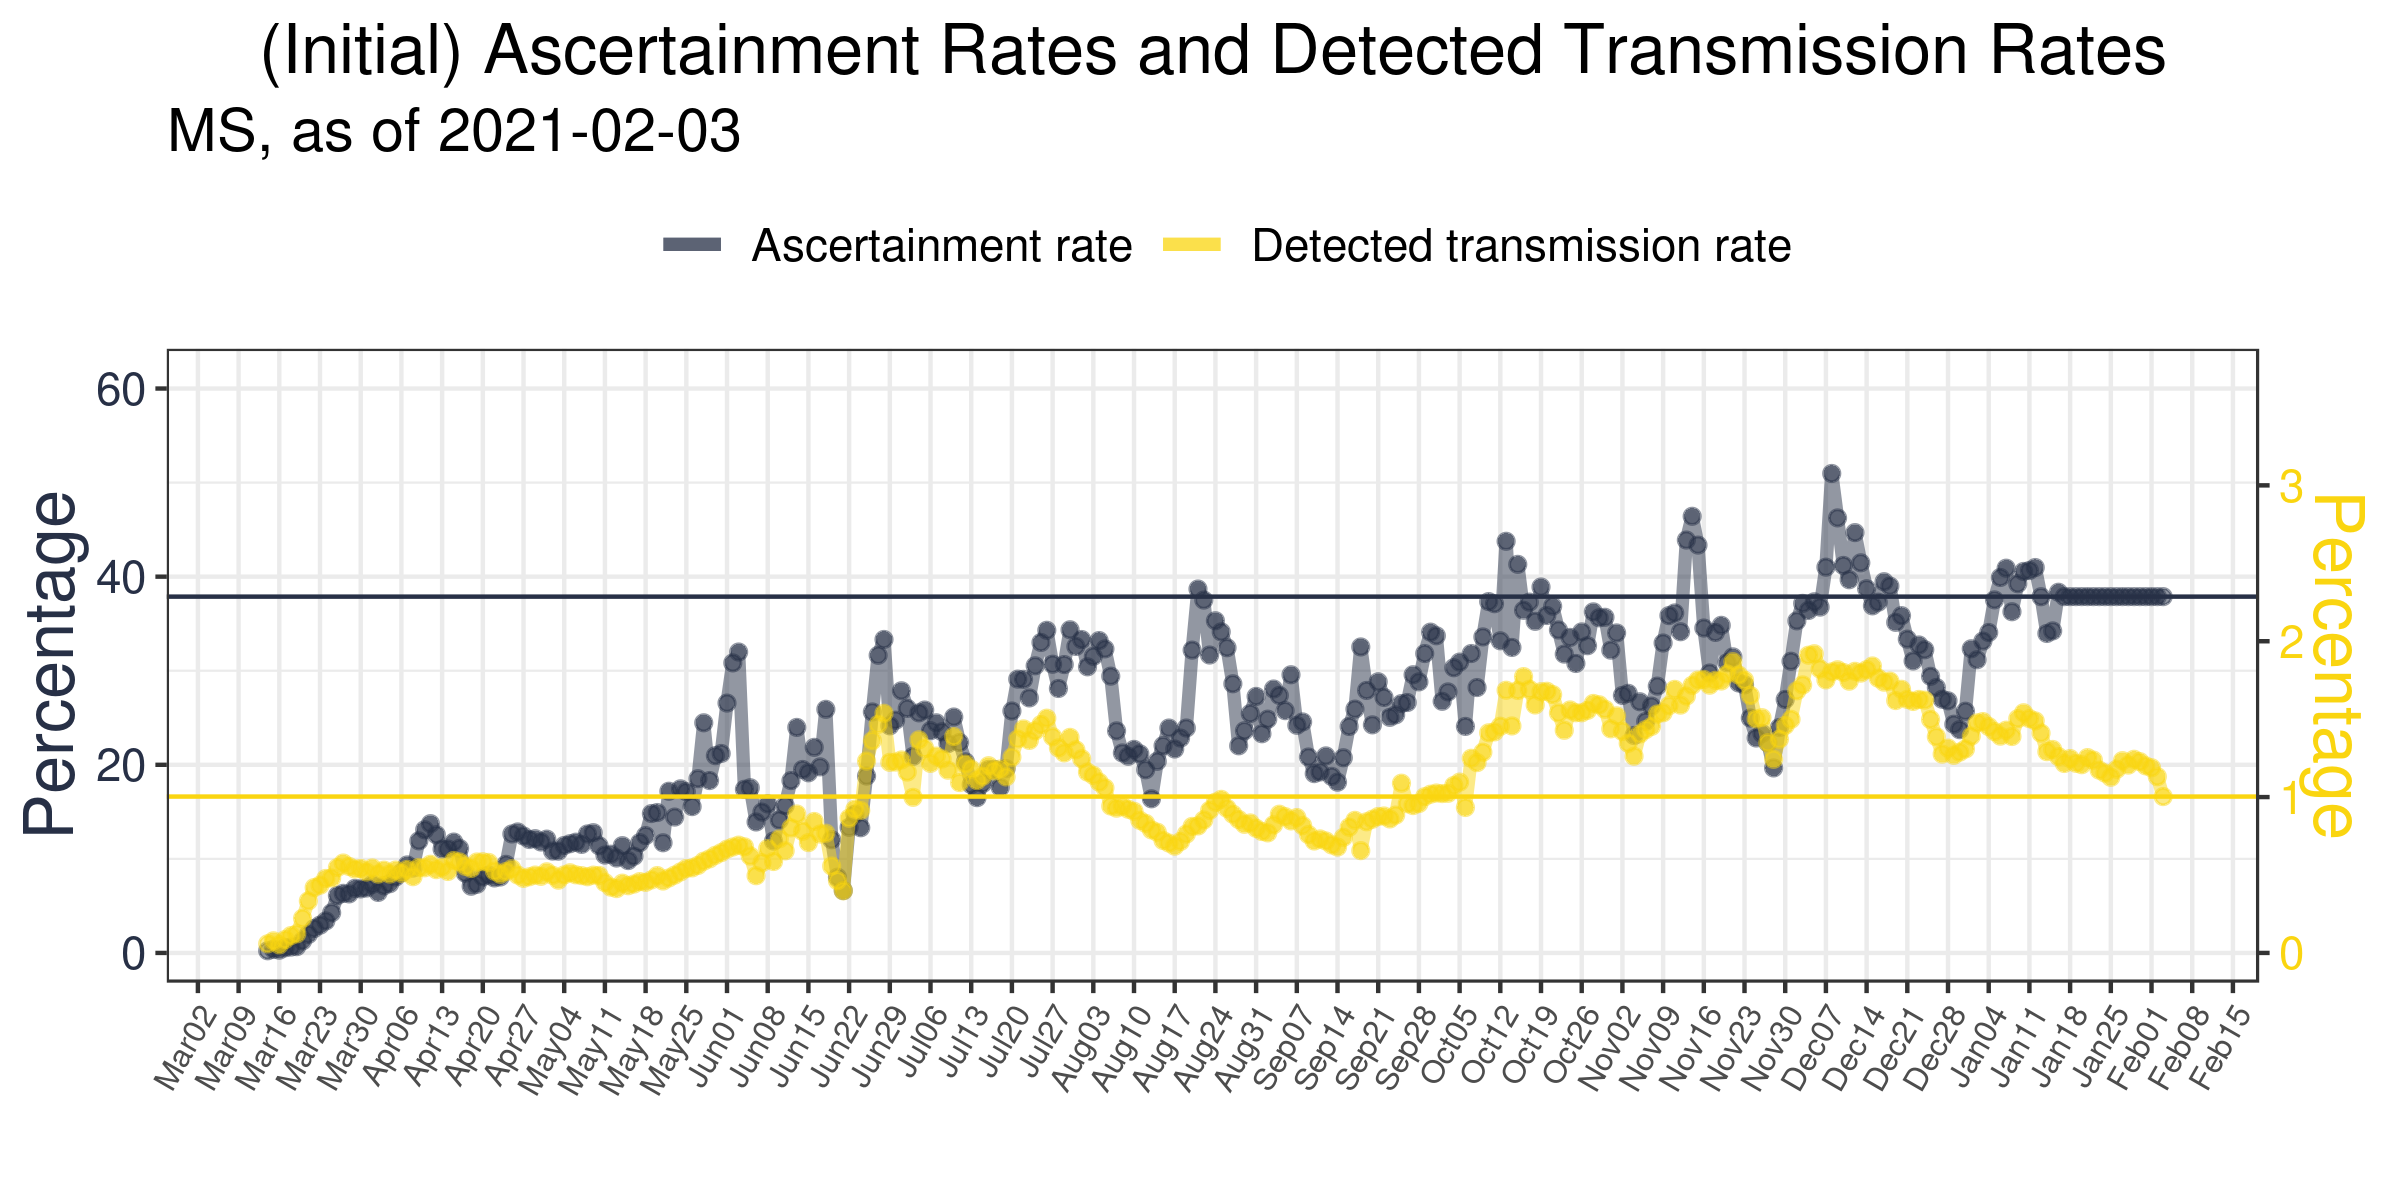 (Initial) Ascertainment Rates and Detected Transmission Rates
MS, as of 2021-02-03
Ascertainment rate Detected transmission rate
Percentage
60
40
20
0
3
2
1
0
Percentage
Mar02 Mar09 Mar16 Mar23 Mar30 Apr06 Apr13 Apr20 Apr27 May04 May11 May18 May25 Jun01 Jun08 Jun15 Jun22 Jun29 Jul06 Jul13 Jul20 Jul27 Aug03 Aug10 Aug17 Aug24 Aug31 Sep07 Sep14 Sep21 Sep28 Oct05 Oct12 Oct19 Oct26 Nov02 Nov09 Nov16 Nov23 Nov30 Dec07 Dec14 Dec21 Dec28 Jan04 Jan11 Jan18 Jan25 Feb01 Feb08 Feb15